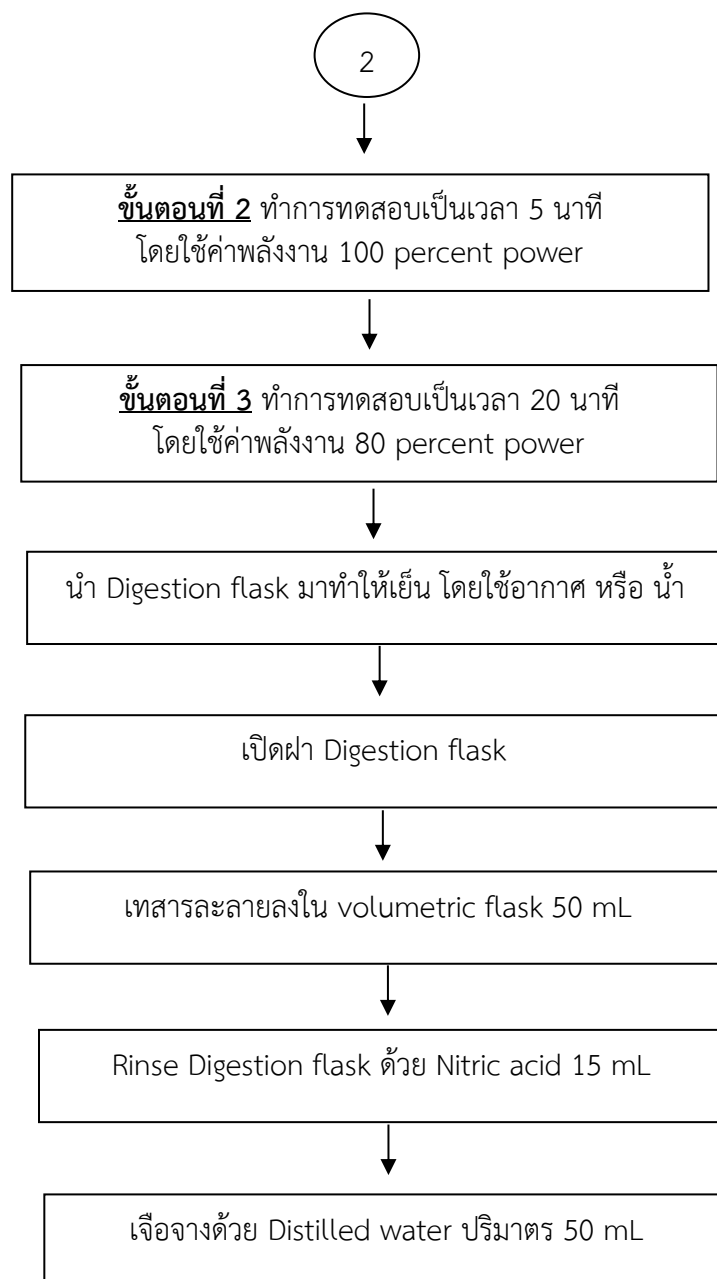 2
ขั้นตอนที่ 2 ทำการทดสอบเป็นเวลา 5 นาที
โดยใช้ค่าพลังงาน 100 percent power
ขั้นตอนที่ 3 ทำการทดสอบเป็นเวลา 20 นาที
โดยใช้ค่าพลังงาน 80 percent power
นำ Digestion flask มาทำให้เย็น โดยใช้อากาศ หรือ น้ำ
เปิดฝา Digestion flask
เทสารละลายลงใน volumetric flask 50 mL
Rinse Digestion flask ด้วย Nitric acid 15 mL
เจือจางด้วย Distilled water ปริมาตร 50 mL